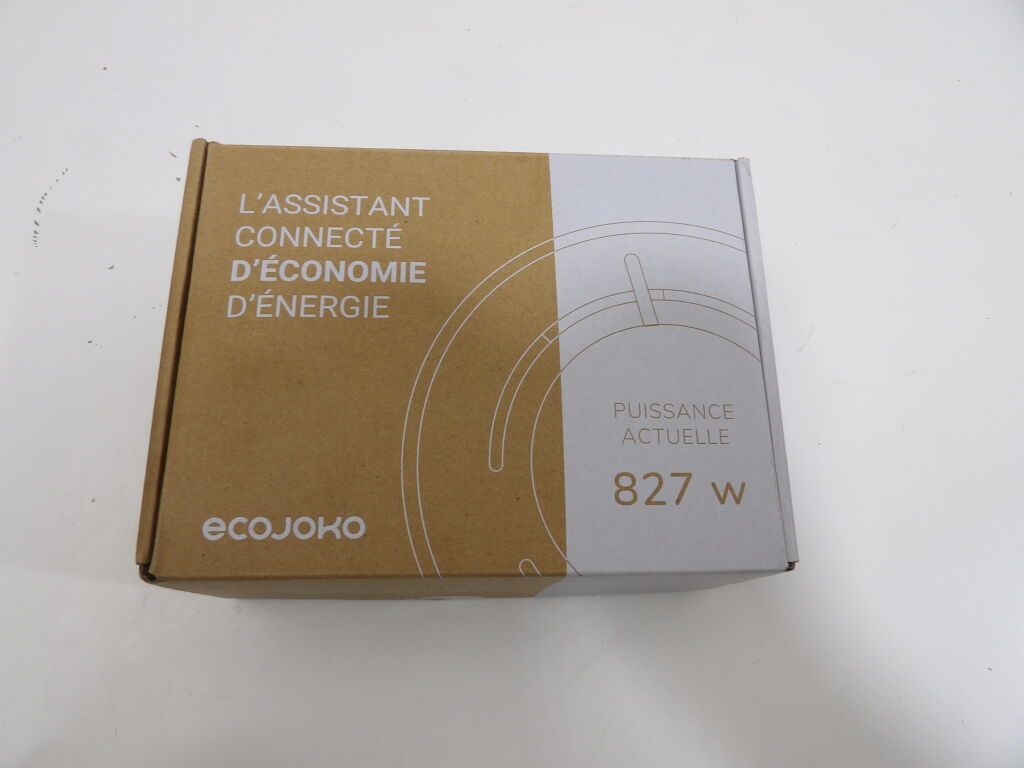 L'ASSISTANT
CONNECTÉ
D'ÉCONOMIE
D'ÉNERGIE
PUISSANCE
ACTUELLE
827 W
ecojoko